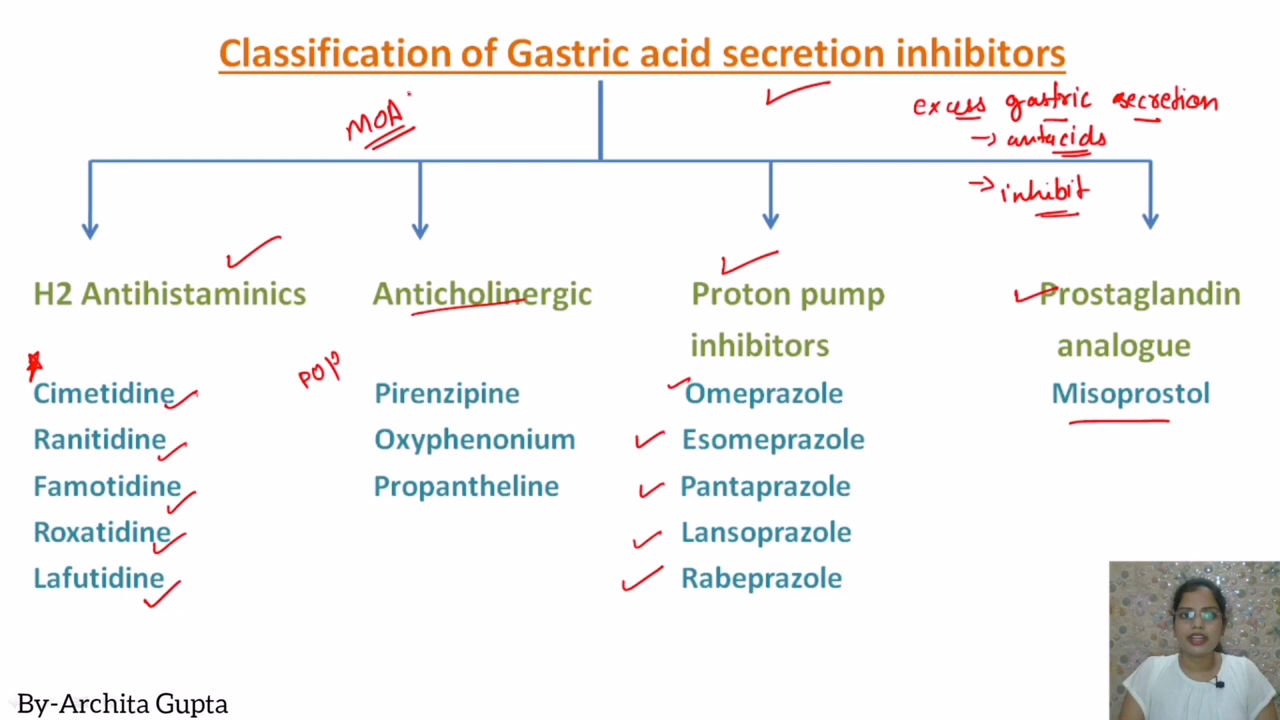 Classification of Gastric acid secretion inhibitors
MOA
excess gastric secretion
→ antacids
→ inhibit
H2 Antihistaminics
Cimetidine
Ranitidine
Famotidine
Roxatidine
Lafutidine
Anticholinergic
POP
Pirenzipine
Oxyphenonium
Propantheline
Proton pump
inhibitors
Omeprazole
Esomeprazole
Pantaprazole
Lansoprazole
Rabeprazole
Prostaglandin
analogue
Misoprostol
By-Archita Gupta